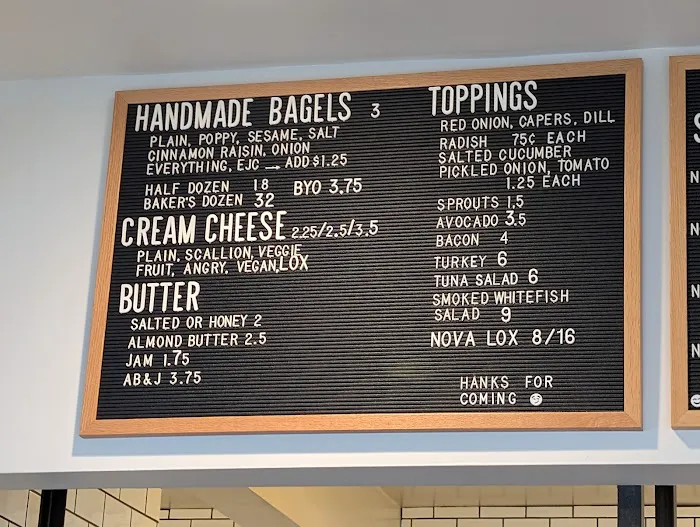 HANDMADE BAGELS 3
PLAIN, POPPY, SESAME, SALT
CINNAMON RAISIN, ONION
EVERYTHING, EJC → ADD $1.25
HALF DOZEN 18 BYO 3.75
BAKER'S DOZEN 32
CREAM CHEESE 2.25/2.5/3.5
PLAIN, SCALLION, VEGGIE
FRUIT, ANGRY, VEGAN, LOX
BUTTER
SALTED OR HONEY 2
ALMOND BUTTER 2.5
JAM 1.75
AB&J 3.75
TOPPINGS
RED ONION, CAPERS, DILL
RADISH 75¢ EACH
SALTED CUCUMBER
PICKLED ONION, TOMATO
1.25 EACH
SPROUTS 1.5
AVOCADO 3.5
BACON 4
TURKEY 6
TUNA SALAD 6
SMOKED WHITEFISH
SALAD 9
NOVA LOX 8/16
HANKS FOR
COMING
S
N
N
N
N